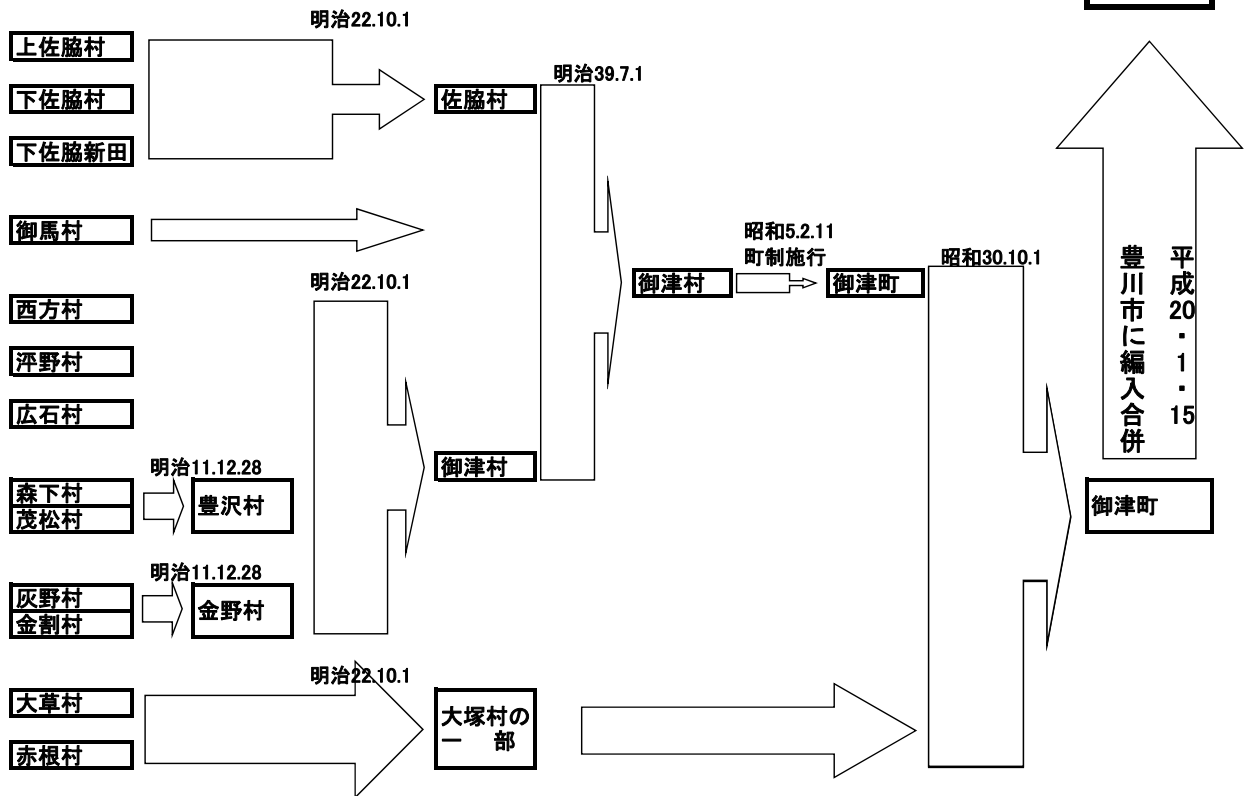 明治22.10.1
上佐脇村
下佐脇村
下佐脇新田
佐脇村
明治39.7.1
御馬村
明治22.10.1
西方村
泙野村
広石村
御津村
明治11.12.28
森下村
茂松村
豊沢村
明治11.12.28
灰野村
金割村
金野村
御津村
昭和5.2.11
町制施行
御津町
昭和30.10.1
明治22.10.1
大草村
赤根村
大塚村の
一 部
御津町
平成20・1・15
豊川市に編入合併